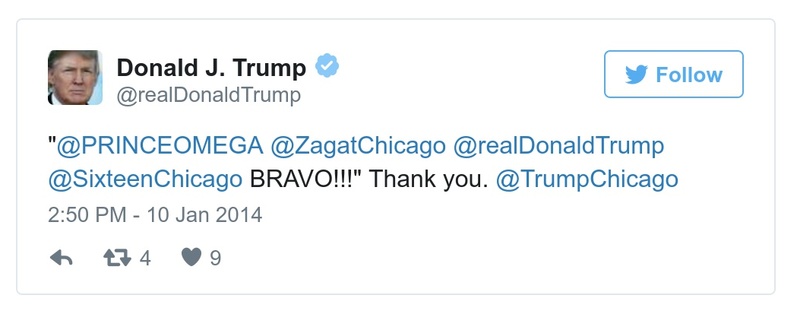 Donald J. Trump
@realDonaldTrump
Follow
"@PRINCEOMEGA @ZagatChicago @realDonaldTrump
@SixteenChicago BRAVO!!!" Thank you. @TrumpChicago
2:50 PM - 10 Jan 2014
4 9